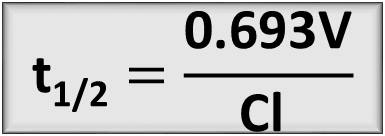 t1/2 = 0.693V / Cl